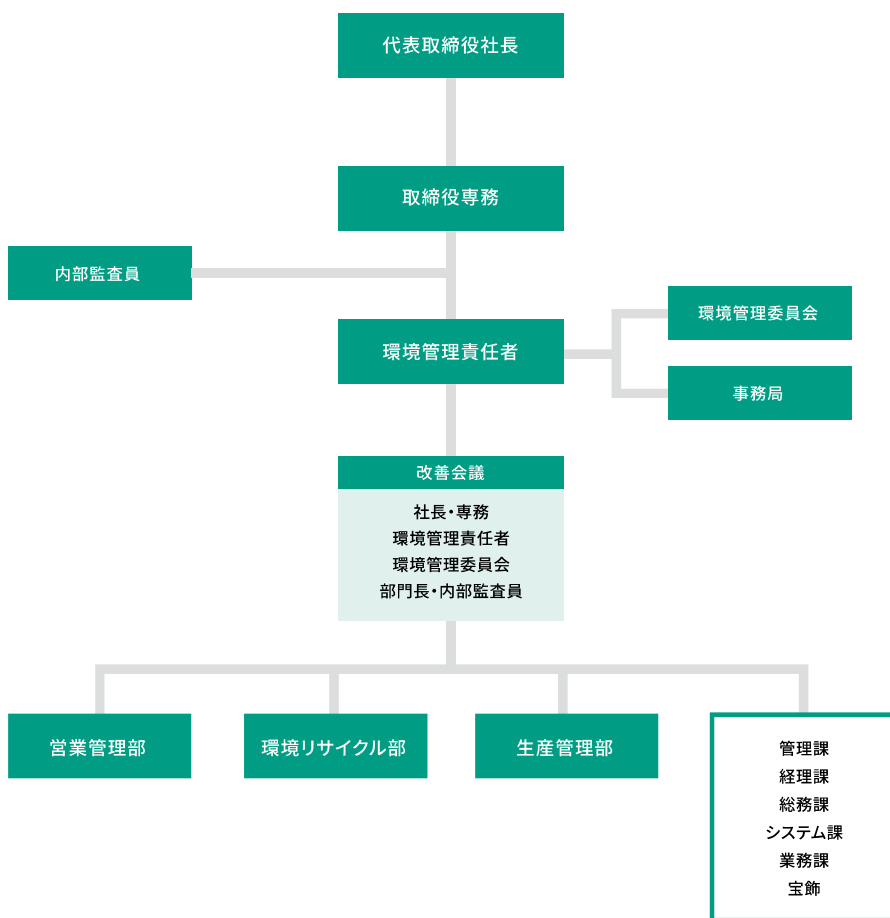 代表取締役社長
取締役専務
内部監査員
環境管理責任者
環境管理委員会
事務局
改善会議
社長・専務
環境管理責任者
環境管理委員会
部門長・内部監査員
営業管理部
環境リサイクル部
生産管理部
管理課
経理課
総務課
システム課
業務課
宝飾